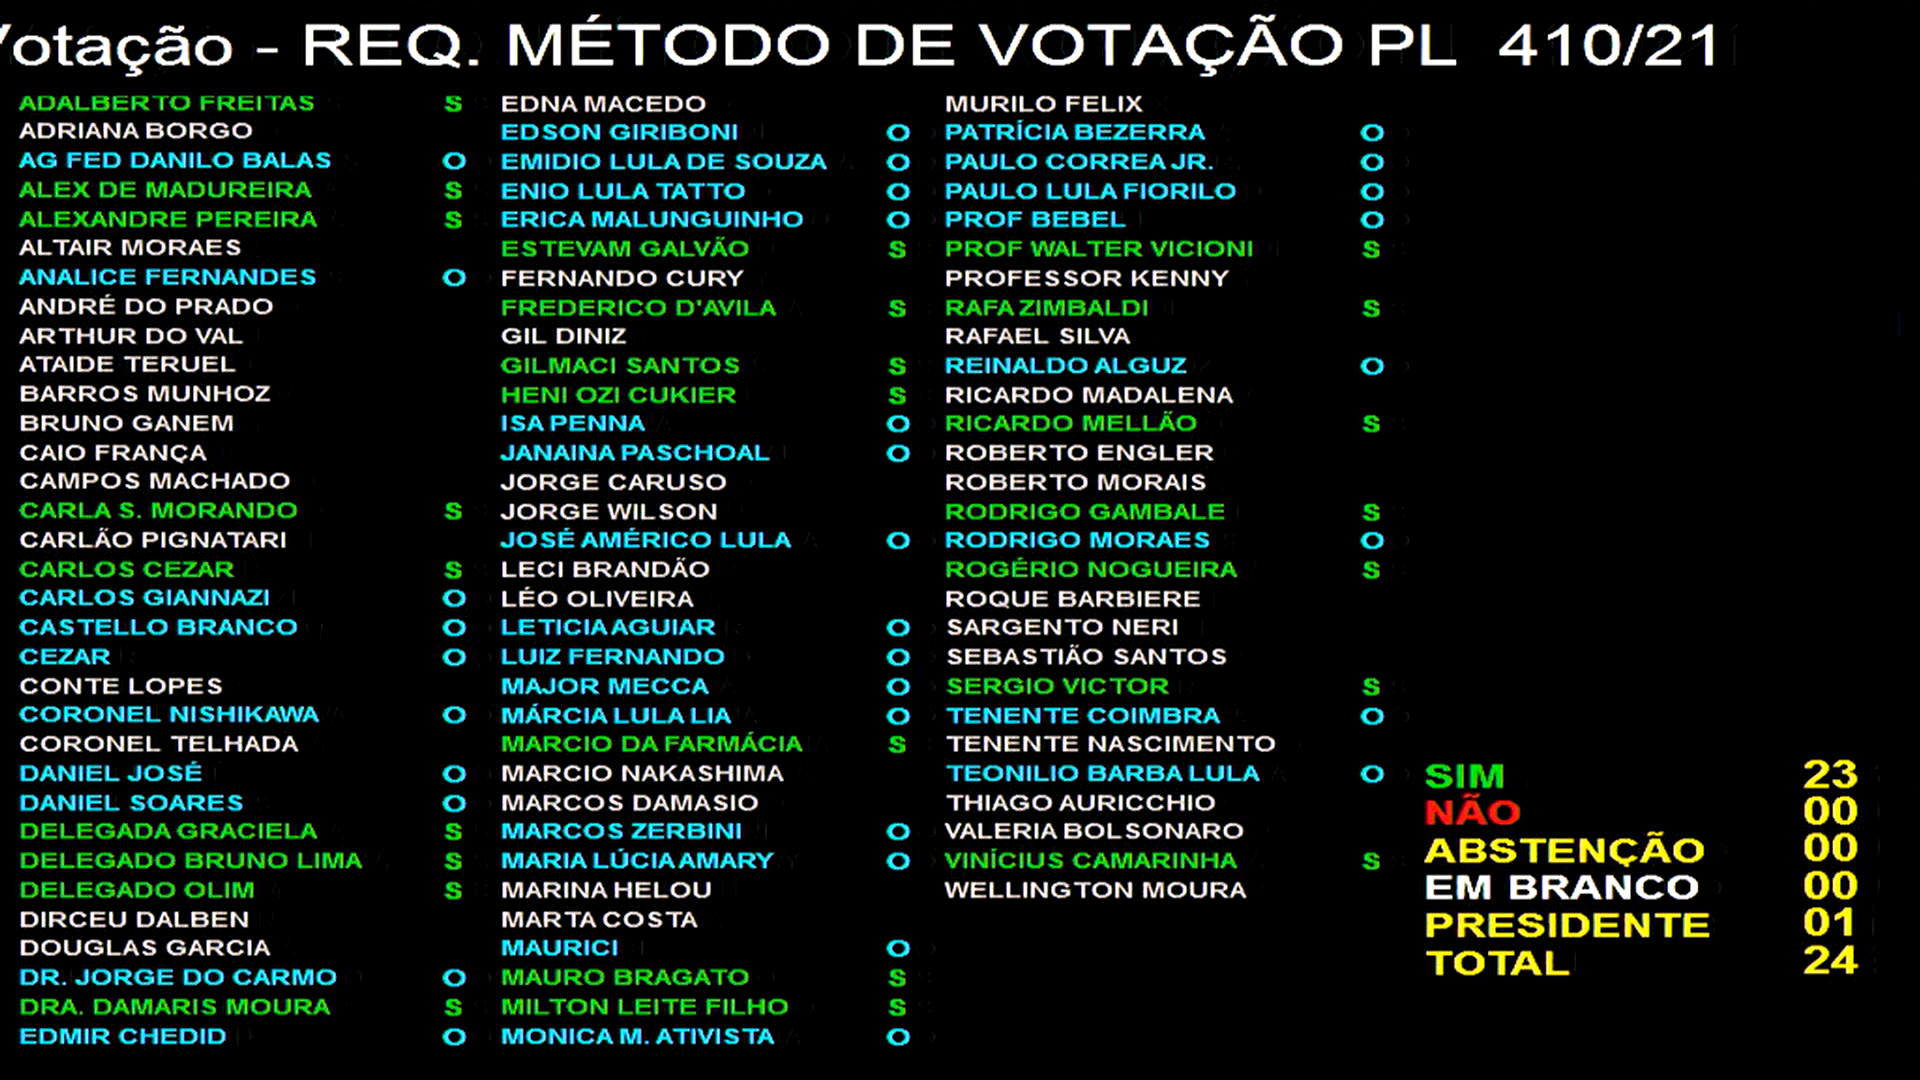 Votação - REQ. MÉTODO DE VOTAÇÃO PL 410/21
ADALBERTO FREITAS S
ADRIANA BORGO
AG FED DANILO BALAS O
ALEX DE MADUREIRA S
ALEXANDRE PEREIRA S
ALTAIR MORAES
ANALICE FERNANDES O
ANDRÉ DO PRADO
ARTHUR DO VAL
ATAIDE TERUEL
BARROS MUNHOZ
BRUNO GANEM
CAIO FRANÇA
CAMPOS MACHADO
CARLA S. MORANDO S
CARLÃO PIGNATARI
CARLOS CEZAR S
CARLOS GIANNAZI O
CASTELLO BRANCO O
CEZAR O
CONTE LOPES
CORONEL NISHIKAWA O
CORONEL TELHADA
DANIEL JOSÉ O
DANIEL SOARES O
DELEGADA GRACIELA S
DELEGADO BRUNO LIMA S
DELEGADO OLIM S
DIRCEU DALBEN
DOUGLAS GARCIA
DR. JORGE DO CARMO O
DRA. DAMARIS MOURA S
EDMIR CHEDID O
EDNA MACEDO
EDSON GIRIBONI O
EMIDIO LULA DE SOUZA O
ENIO LULA TATTO O
ERICA MALUNGUINHO O
ESTEVAM GALVÃO S
FERNANDO CURY
FREDERICO D'AVILA S
GIL DINIZ
GILMACI SANTOS S
HENI OZI CUKIER S
ISA PENNA O
JANAINA PASCHOAL O
JORGE CARUSO
JORGE WILSON
JOSÉ AMÉRICO LULA O
LECI BRANDÃO
LÉO OLIVEIRA
LETICIA AGUIAR O
LUIZ FERNANDO O
MAJOR MECCA O
MÁRCIA LULA LIA O
MARCIO DA FARMÁCIA S
MARCIO NAKASHIMA
MARCOS DAMASIO
MARCOS ZERBINI O
MARIA LÚCIA AMARY O
MARINA HELOU
MARTA COSTA
MAURICI O
MAURO BRAGATO S
MILTON LEITE FILHO S
MONICA M. ATIVISTA O
MURILO FELIX
PATRÍCIA BEZERRA O
PAULO CORREA JR. O
PAULO LULA FIORILO O
PROF BEBEL O
PROF WALTER VICIONI S
PROFESSOR KENNY
RAFA ZIMBALDI S
RAFAEL SILVA
REINALDO ALGUZ O
RICARDO MADALENA
RICARDO MELLÃO S
ROBERTO ENGLER
ROBERTO MORAIS
RODRIGO GAMBALE S
RODRIGO MORAES O
ROGÉRIO NOGUEIRA S
ROQUE BARBIERE
SARGENTO NERI
SEBASTIÃO SANTOS
SERGIO VICTOR S
TENENTE COIMBRA O
TENENTE NASCIMENTO
TEONILIO BARBA LULA O
THIAGO AURICCHIO
VALERIA BOLSONARO
VINÍCIUS CAMARINHA S
WELLINGTON MOURA
SIM 23
NÃO 00
ABSTENÇÃO 00
EM BRANCO 00
PRESIDENTE 01
TOTAL 24